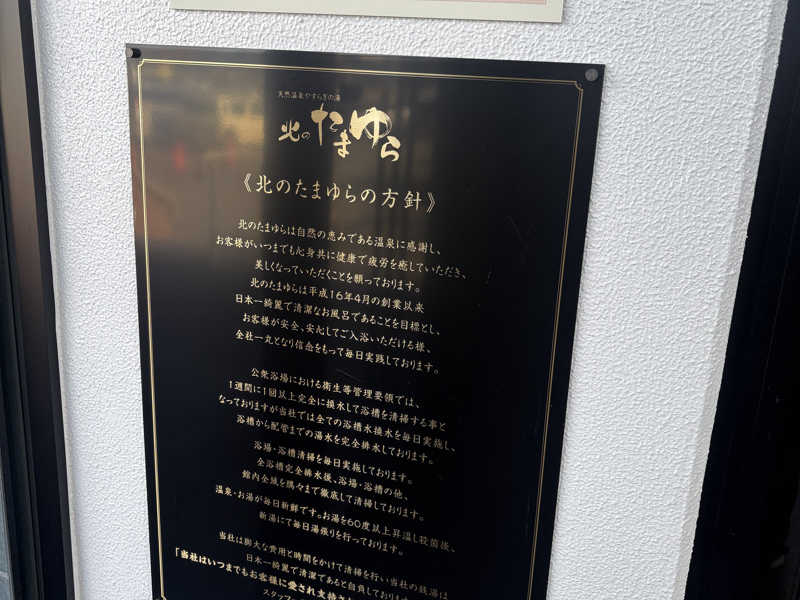 天然温泉やすらぎの湯
北のたまゆら
《北のたまゆらの方針》
北のたまゆらは自然の恵みである温泉に感謝し、
お客様がいつまでも心身共に健康で疲労を癒していただき、
美しくなっていただくことを願っております。
北のたまゆらは平成16年4月の創業以来
日本一綺麗で清潔なお風呂であることを目標とし、
お客様が安全、安心してご入浴いただける様、
全社一丸となり信念をもって毎日実践しております。
公衆浴場における衛生等管理要領では、
1週間に1回以上完全に換水して浴槽を清掃する事と
なっておりますが当社では全ての浴槽水換水を毎日実施し、
浴槽から配管までの湯水を完全排水しております。
浴場・浴槽清掃を毎日実施しております。
全浴槽完全排水後、浴場・浴槽の他、
館内全域を隅々まで徹底して清掃しております。
温泉・お湯が毎日新鮮です。お湯を60度以上昇温し殺菌後、
新湯にて毎日湯張りを行っております。
当社は膨大な費用と時間をかけて清掃を行い当社の銭湯は
日本一綺麗で清潔であると自負しており
「当社はいつまでもお客様に愛され支持さ
スタッフ